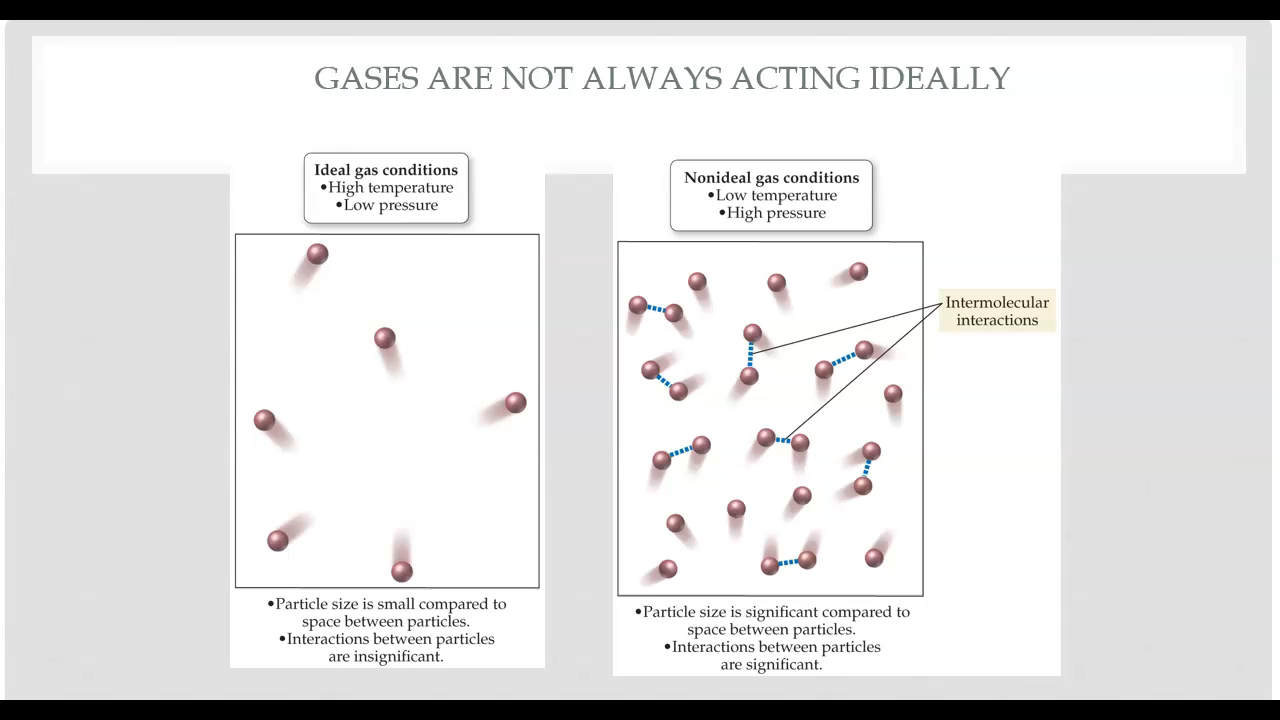 GASES ARE NOT ALWAYS ACTING IDEALLY
Ideal gas conditions
•High temperature
•Low pressure
•Particle size is small compared to
space between particles.
•Interactions between particles
are insignificant.
Nonideal gas conditions
•Low temperature
•High pressure
Intermolecular
interactions
•Particle size is significant compared to
space between particles.
•Interactions between particles
are significant.